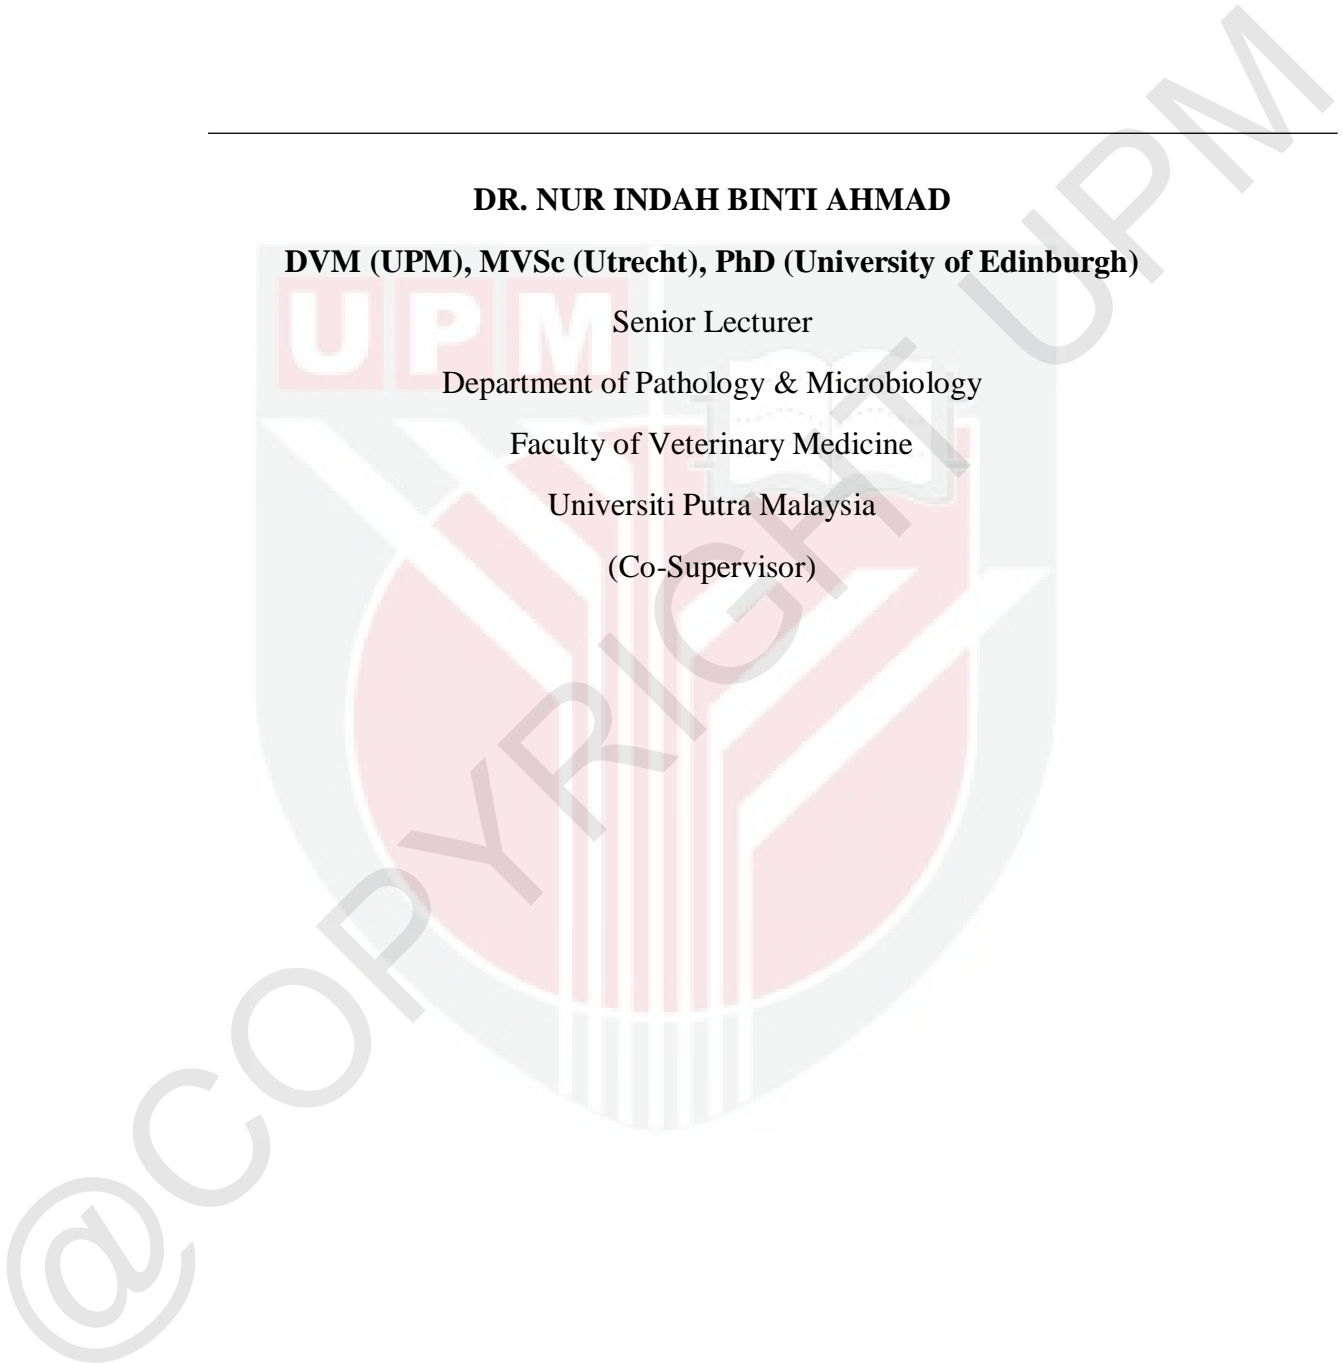 DR. NUR INDAH BINTI AHMAD
DVM (UPM), MVSc (Utrecht), PhD (University of Edinburgh)
UPM
Senior Lecturer
Department of Pathology & Microbiology
Faculty of Veterinary Medicine
Universiti Putra Malaysia
(Co-Supervisor)
@COPYRIGHT UPM